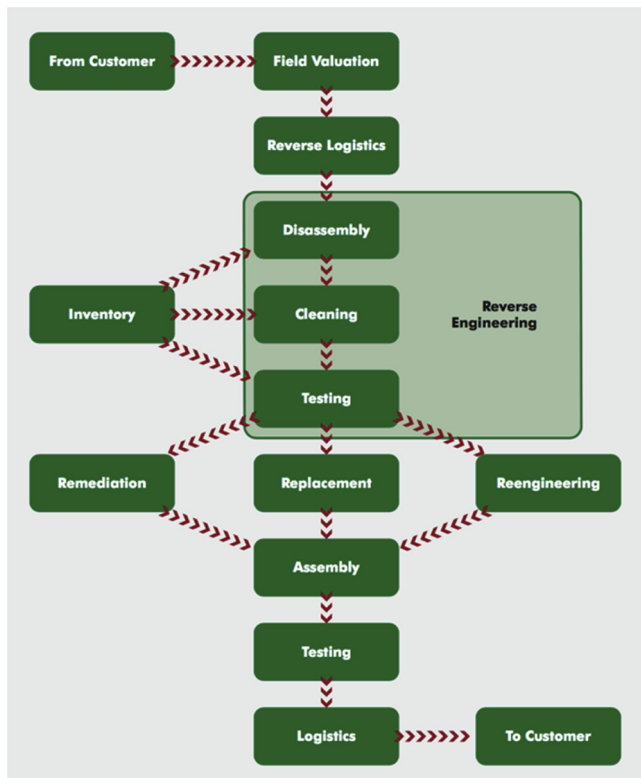 From Customer
Field Valuation
Reverse Logistics
Disassembly
Inventory
Cleaning
Reverse
Engineering
Testing
Remediation
Replacement
Reengineering
Assembly
Testing
Logistics
To Customer